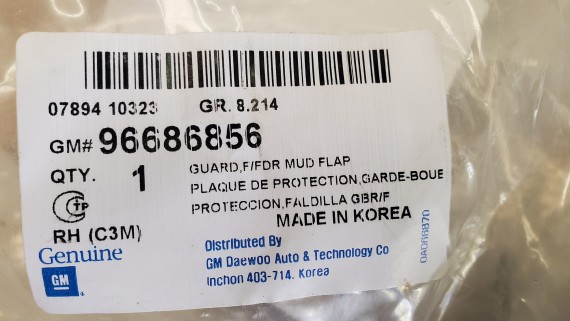 07894 10323 GR. 8.214
GM# 96686856
QTY. 1
GUARD,F/FDR MUD FLAP
PLAQUE DE PROTECTION,GARDE-BOUE
PROTECCION,FALDILLA GBR/F
MADE IN KOREA
RH (C3M)
Genuine
GM
Distributed By
GM Daewoo Auto & Technology Co
Inchon 403-714. Korea